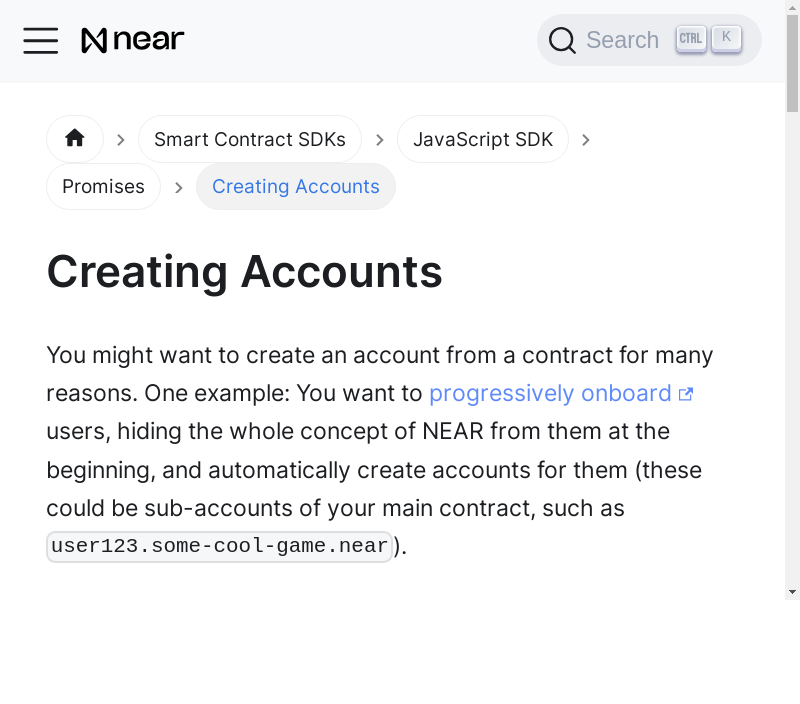 near
Search CTRL K
Smart Contract SDKs JavaScript SDK
Promises Creating Accounts
Creating Accounts
You might want to create an account from a contract for many
reasons. One example: You want to progressively onboard
users, hiding the whole concept of NEAR from them at the
beginning, and automatically create accounts for them (these
could be sub-accounts of your main contract, such as
user123.some-cool-game.near).